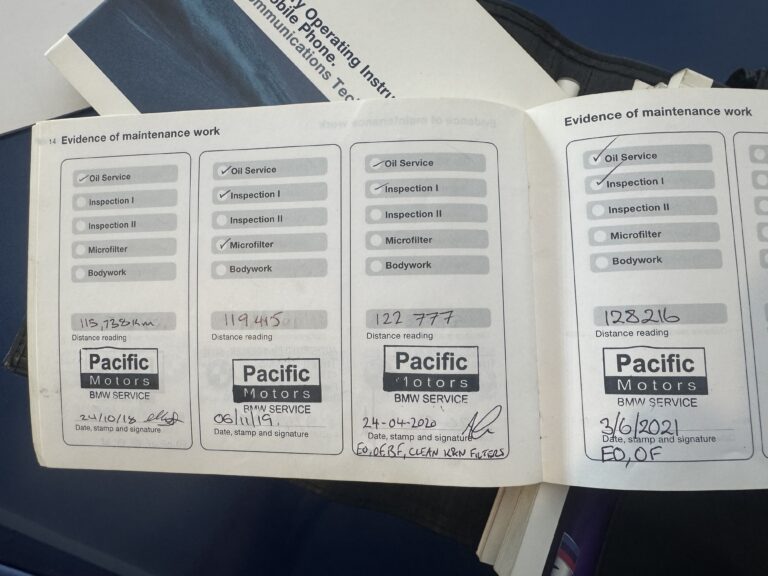 y Operating Instru
obile Phone.
ommunications Tec
14 Evidence of maintenance work
Oil Service
Inspection I
Inspection II
Microfilter
Bodywork
115,738km
Distance reading
Pacific
Motors
BMW SERVICE
24/10/18
Date, stamp and signature
Oil Service
Inspection I
Inspection II
Microfilter
Bodywork
119415
Distance reading
Pacific
Motors
BMW SERVICE
06/11/19.
Date, stamp and signature
Oil Service
Inspection I
Inspection II
Microfilter
Bodywork
122 777
Distance reading
Pacific
Motors
BMW SERVICE
24-04-2020
Date, stamp and signature
EO, OF, BF, CLEAN K&N FILTERS
Evidence of maintenance work
Oil Service
Inspection I
Inspection II
Microfilter
Bodywork
128216
Distance reading
Pacific
Motors
BMW SERVICE
3/6/2021
Date, stamp and signature
EO, OF